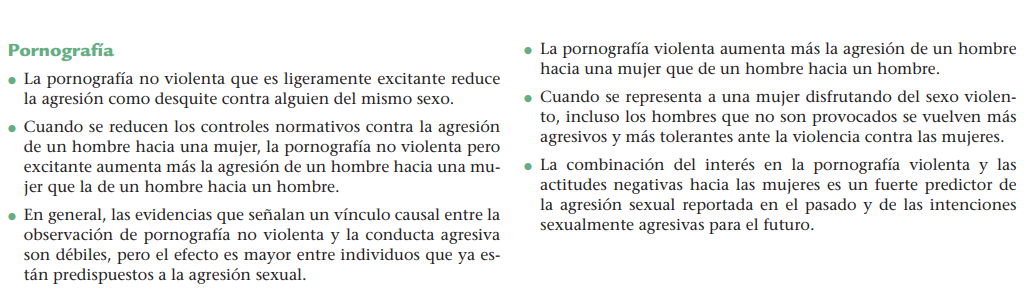 Pornografía
● La pornografía no violenta que es ligeramente excitante reduce
la agresión como desquite contra alguien del mismo sexo.
● Cuando se reducen los controles normativos contra la agresión
de un hombre hacia una mujer, la pornografía no violenta pero
excitante aumenta más la agresión de un hombre hacia una mu-
jer que la de un hombre hacia un hombre.
● En general, las evidencias que señalan un vínculo causal entre la
observación de pornografía no violenta y la conducta agresiva
son débiles, pero el efecto es mayor entre individuos que ya es-
tán predispuestos a la agresión sexual.
● La pornografía violenta aumenta más la agresión de un hombre
hacia una mujer que de un hombre hacia un hombre.
● Cuando se representa a una mujer disfrutando del sexo violen-
to, incluso los hombres que no son provocados se vuelven más
agresivos y más tolerantes ante la violencia contra las mujeres.
● La combinación del interés en la pornografía violenta y las
actitudes negativas hacia las mujeres es un fuerte predictor de
la agresión sexual reportada en el pasado y de las intenciones
sexualmente agresivas para el futuro.